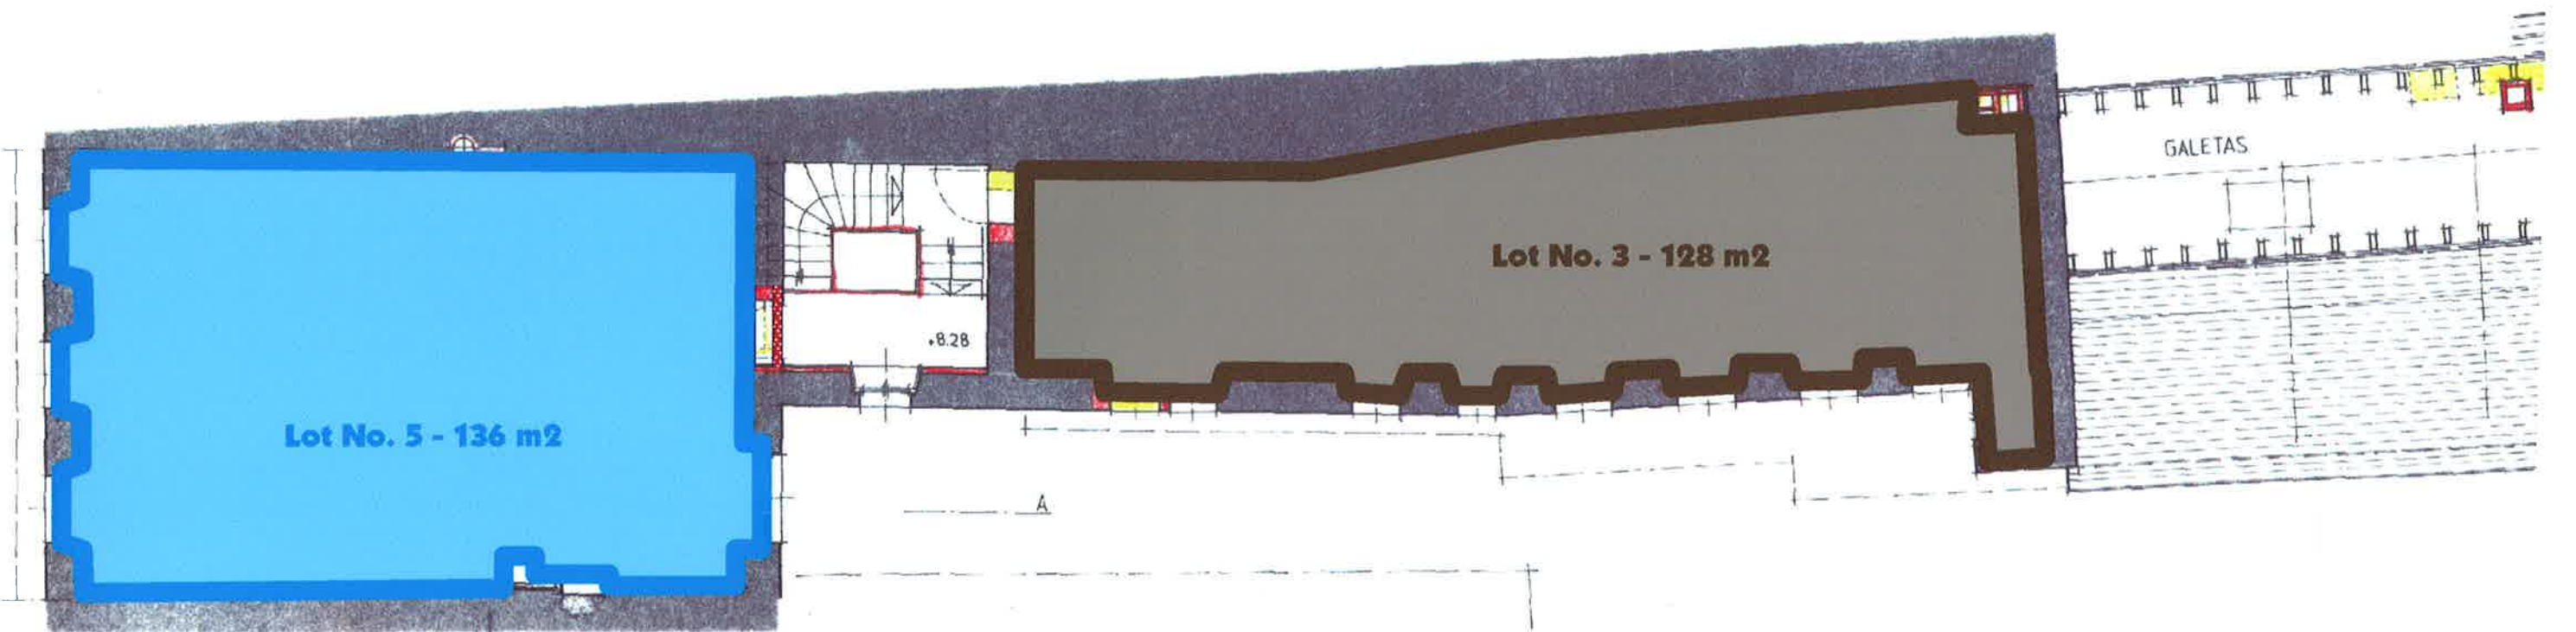 GALETAS
Lot No. 3 - 128 m2
+8.28
Lot No. 5 - 136 m2
A